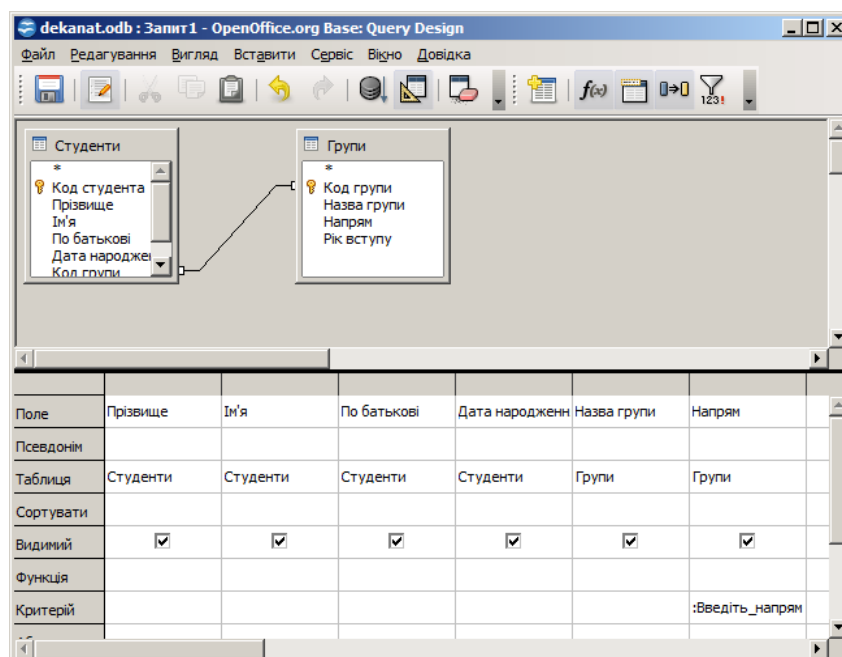 dekanat.odb : Запит1 - OpenOffice.org Base: Query Design
Файл Редагування Вигляд Вставити Сервіс Вікно Довідка
f(x) 123!
Студенти
*
Код студента
Прізвище
Ім'я
По батькові
Дата народжен
Код групи
Групи
*
Код групи
Назва групи
Напрям
Рік вступу
Поле Прізвище Ім'я По батькові Дата народженн Назва групи Напрям
Псевдонім
Таблиця Студенти Студенти Студенти Студенти Групи Групи
Сортувати
Видимий
Функція
Критерій :Введіть_напрям